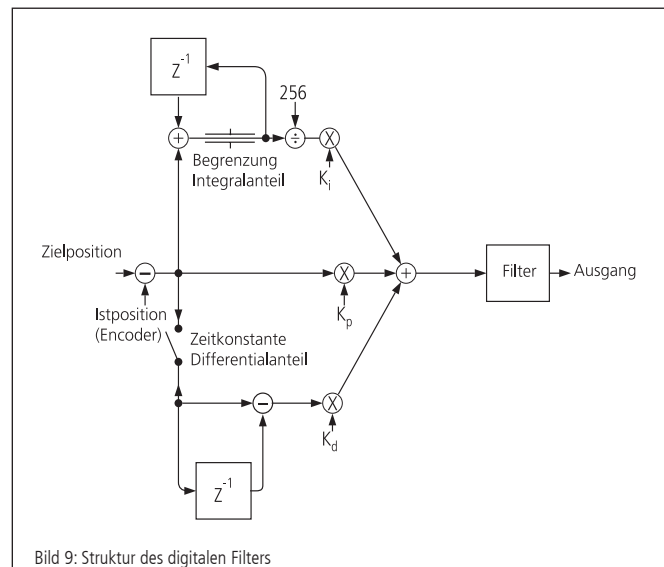 Z⁻¹
256
÷
Begrenzung
Integralanteil
Kᵢ
Zielposition
Filter
Ausgang
Kₚ
Istposition
(Encoder)
Zeitkonstante
Differentialanteil
K_d
Z⁻¹
Bild 9: Struktur des digitalen Filters